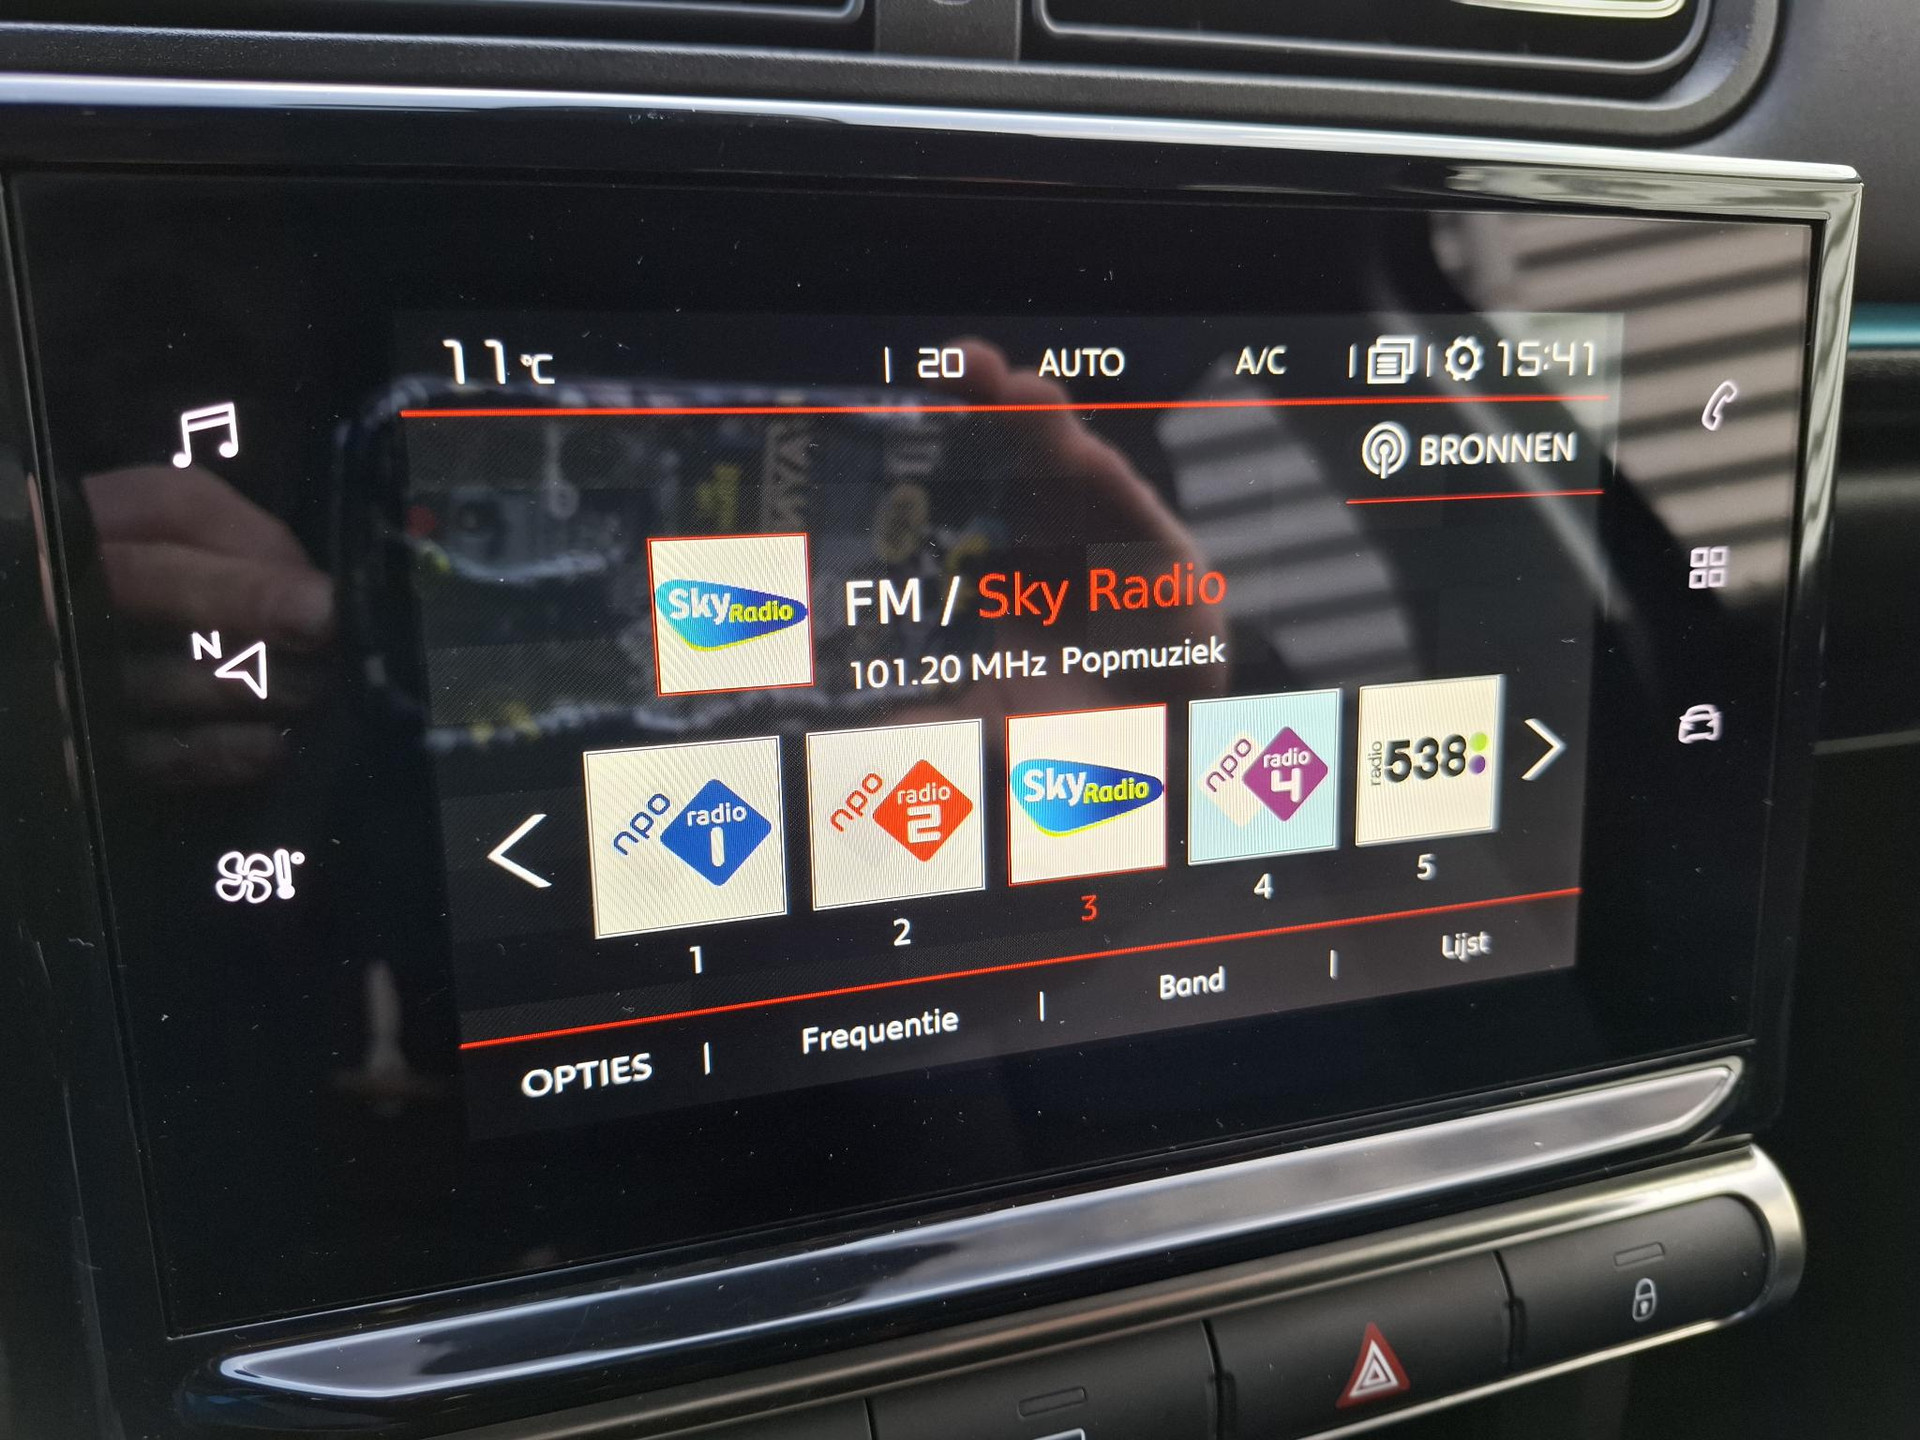 11°C | 20 AUTO A/C | | 15:41
BRONNEN
Sky Radio
FM / Sky Radio
101.20 MHz Popmuziek
npo radio 1
npo radio 2
Sky Radio
npo radio 4
radio 538
1 2 3 4 5
OPTIES | Frequentie | Band | Lijst
N